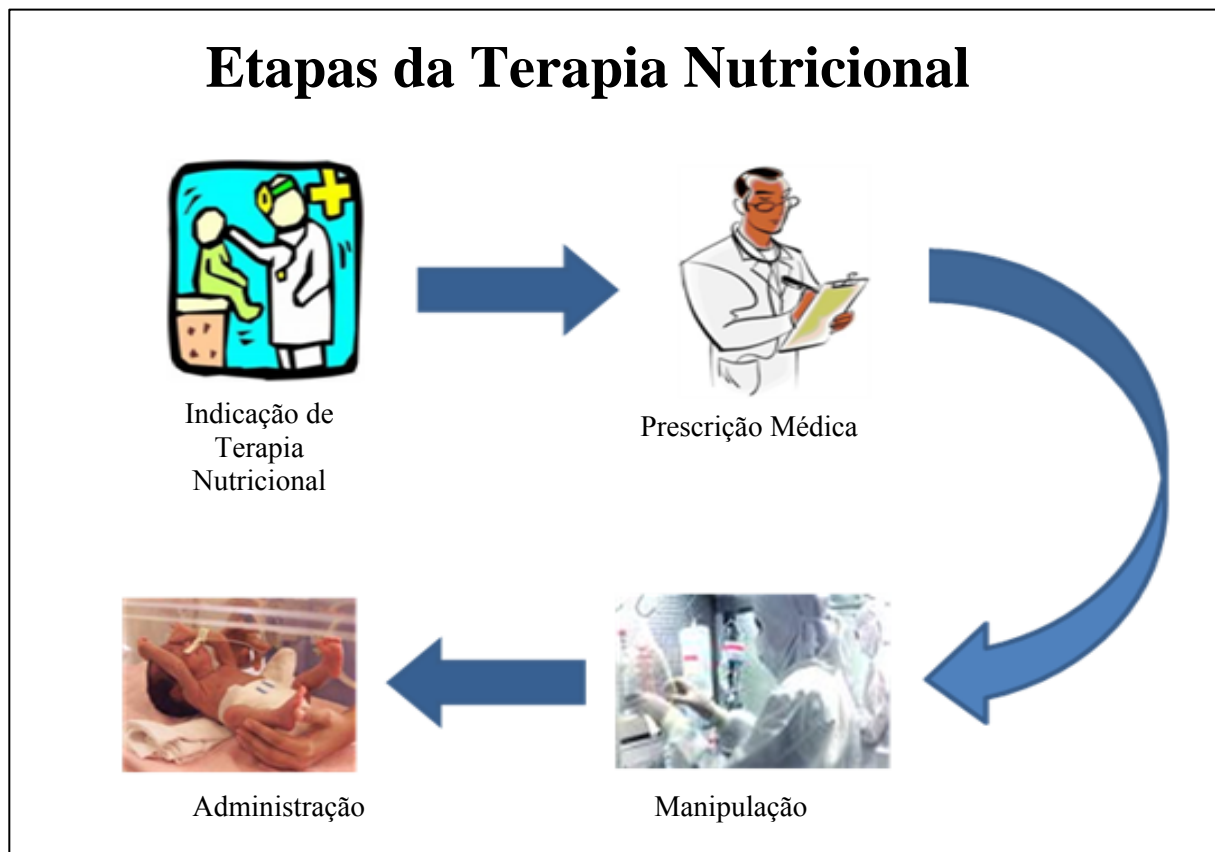 Etapas da Terapia Nutricional
Indicação de
Terapia
Nutricional
Prescrição Médica
Administração
Manipulação